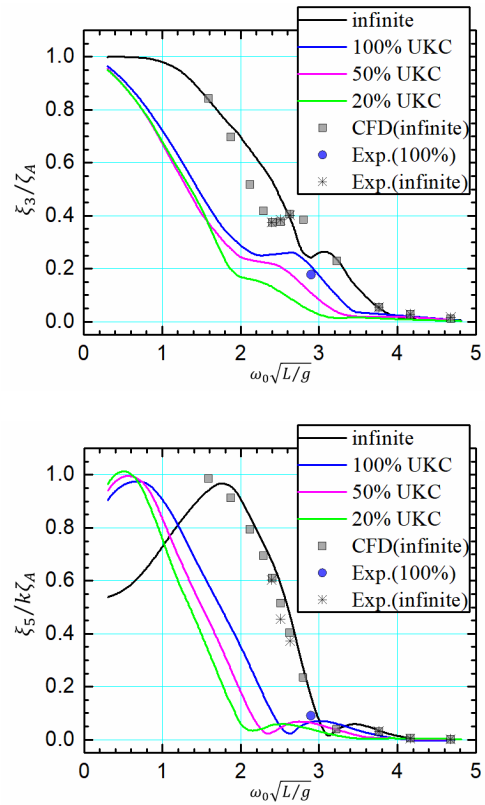 infinite
100% UKC
50% UKC
20% UKC
CFD(infinite)
Exp.(100%)
Exp.(infinite)
ξ₃/ζ_A
1.0
0.8
0.6
0.4
0.2
0.0
0 1 2 3 4 5
ω₀√L/g
infinite
100% UKC
50% UKC
20% UKC
CFD(infinite)
Exp.(100%)
Exp.(infinite)
ξ₅/kζ_A
1.0
0.8
0.6
0.4
0.2
0.0
0 1 2 3 4 5
ω₀√L/g